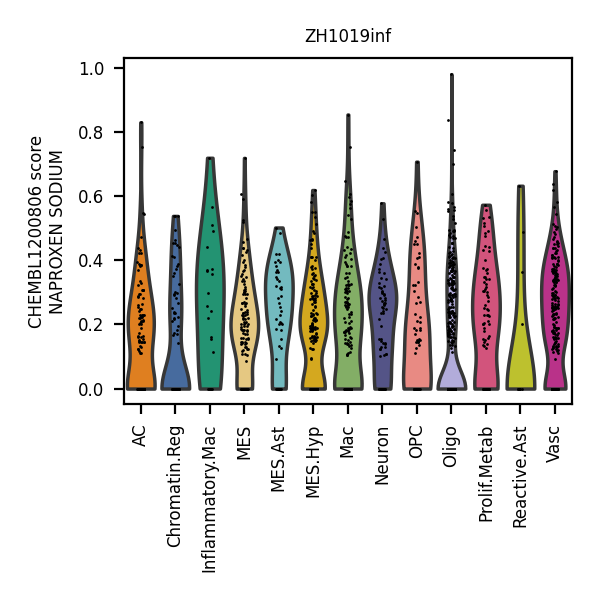 ZH1019inf
CHEMBL1200806 score
NAPROXEN SODIUM
1.0
0.8
0.6
0.4
0.2
0.0
AC
Chromatin.Reg
Inflammatory.Mac
MES
MES.Ast
MES.Hyp
Mac
Neuron
OPC
Oligo
Prolif.Metab
Reactive.Ast
Vasc